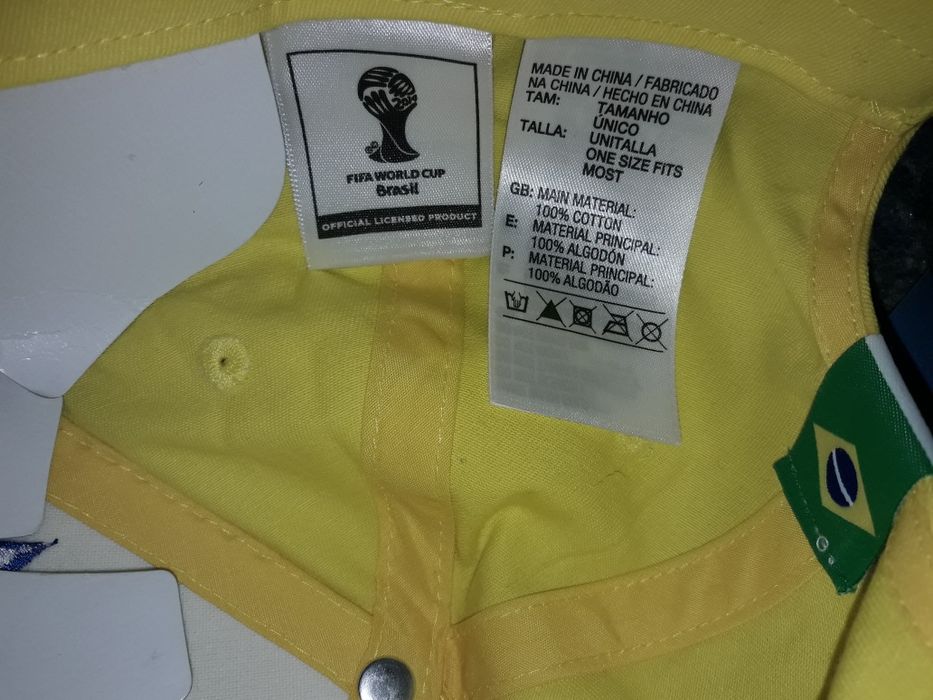 2014
FIFA WORLD CUP
Brasil
OFFICIAL LICENSED PRODUCT
MADE IN CHINA / FABRICADO
NA CHINA / HECHO EN CHINA
TAM: TAMANHO
ÚNICO
TALLA: UNITALLA
ONE SIZE FITS
MOST
GB: MAIN MATERIAL:
100% COTTON
E: MATERIAL PRINCIPAL:
100% ALGODÓN
P: MATERIAL PRINCIPAL:
100% ALGODÃO